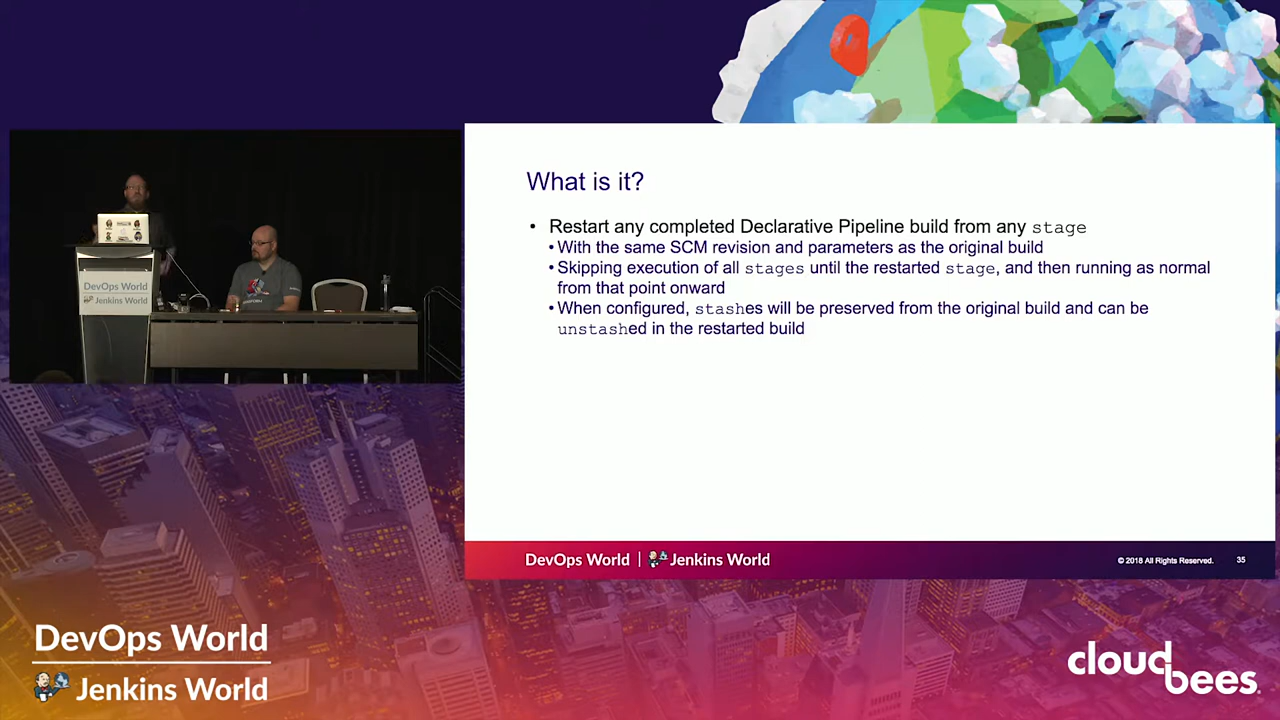 What is it?
• Restart any completed Declarative Pipeline build from any stage
• With the same SCM revision and parameters as the original build
• Skipping execution of all stages until the restarted stage, and then running as normal
from that point onward
• When configured, stashes will be preserved from the original build and can be
unstashed in the restarted build
DevOps World | Jenkins World
© 2018 All Rights Reserved. 35
DevOps World
Jenkins World
DevOps World
Jenkins World
cloudbees®